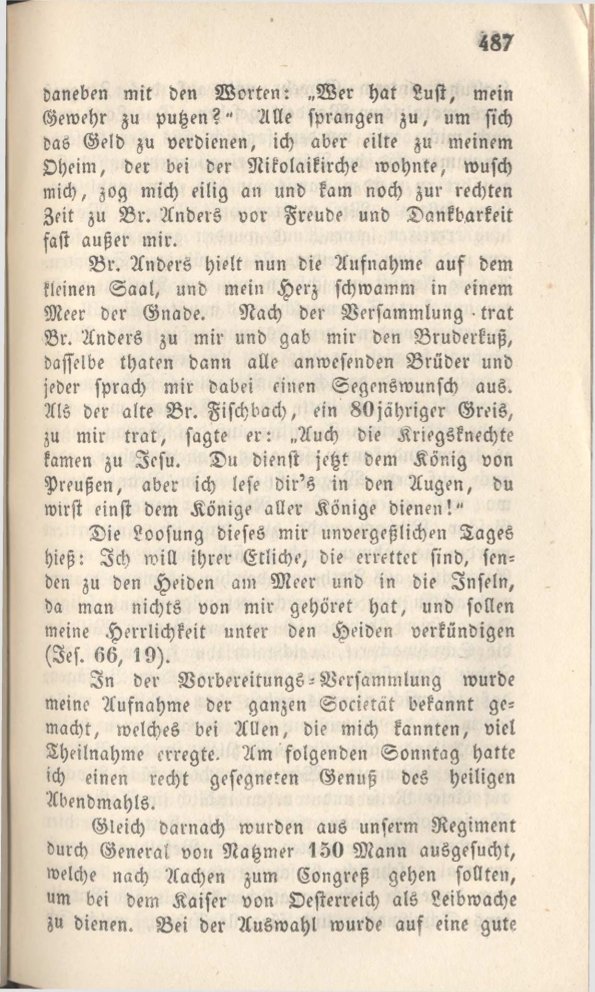 487
daneben mit den Worten: „Wer hat Lust, mein
Gewehr zu putzen?“ Alle sprangen zu, um sich
das Geld zu verdienen, ich aber eilte zu meinem
Oheim, der bei der Nikolaikirche wohnte, wusch
mich, zog mich eilig an und kam noch zur rechten
Zeit zu Br. Anders vor Freude und Dankbarkeit
fast außer mir.
Br. Anders hielt nun die Aufnahme auf dem
kleinen Saal, und mein Herz schwamm in einem
Meer der Gnade. Nach der Versammlung trat
Br. Anders zu mir und gab mir den Bruderkuß,
dasselbe thaten dann alle anwesenden Brüder und
jeder sprach mir dabei einen Segenswunsch aus.
Als der alte Br. Fischbach, ein 80jähriger Greis,
zu mir trat, sagte er: „Auch die Kriegsknechte
kamen zu Jesu. Du dienst jetzt dem König von
Preußen, aber ich lese dir's in den Augen, du
wirst einst dem Könige aller Könige dienen!“
Die Loosung dieses mir unvergeßlichen Tages
hieß: Ich will ihrer Etliche, die errettet sind, sen-
den zu den Heiden am Meer und in die Inseln,
da man nichts von mir gehöret hat, und sollen
meine Herrlichkeit unter den Heiden verkündigen
(Jes. 66, 19).
In der Vorbereitungs-Versammlung wurde
meine Aufnahme der ganzen Societät bekannt ge-
macht, welches bei Allen, die mich kannten, viel
Theilnahme erregte. Am folgenden Sonntag hatte
ich einen recht gesegneten Genuß des heiligen
Abendmahls.
Gleich darnach wurden aus unserm Regiment
durch General von Natzmer 150 Mann ausgesucht,
welche nach Aachen zum Congreß gehen sollten,
um bei dem Kaiser von Oesterreich als Leibwache
zu dienen. Bei der Auswahl wurde auf eine gute